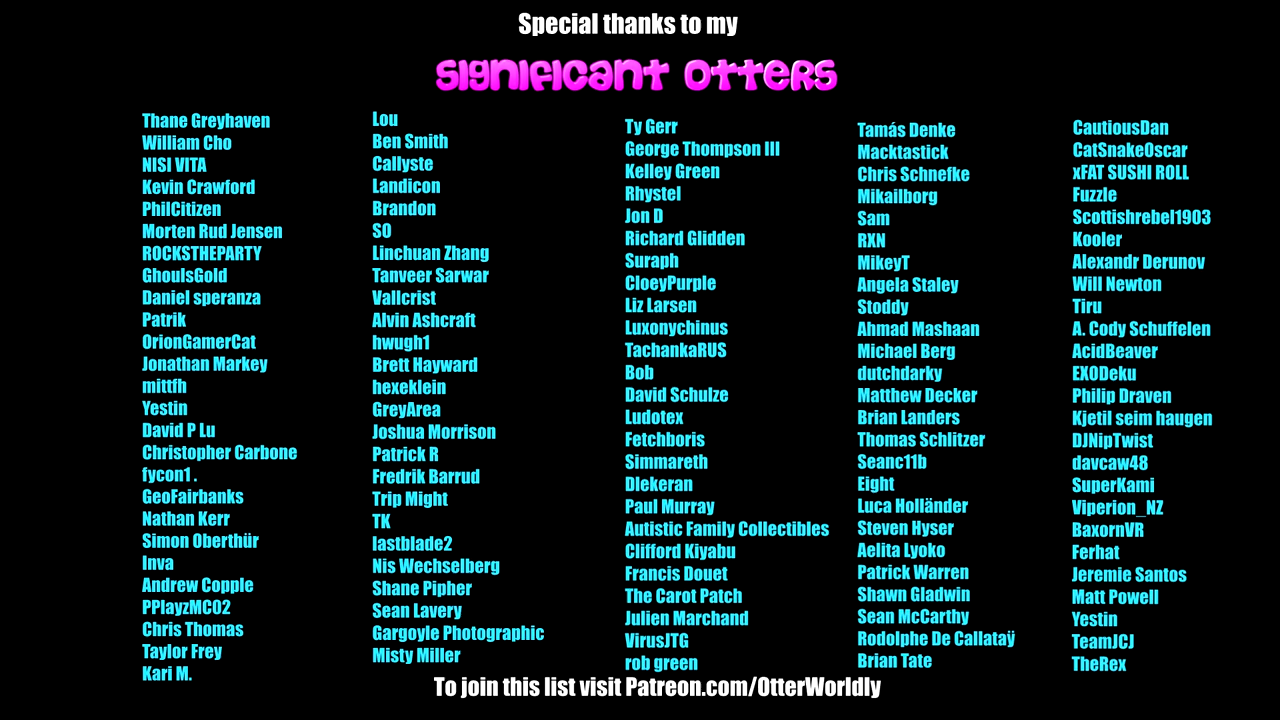 Special thanks to my
SIGNIFICANT OTTERS
Thane Greyhaven
William Cho
NISI VITA
Kevin Crawford
PhilCitizen
Morten Rud Jensen
ROCKSTHEPARTY
GhoulsGold
Daniel speranza
Patrik
OrionGamerCat
Jonathan Markey
mittfh
Yestin
David P Lu
Christopher Carbone
fycon1 .
GeoFairbanks
Nathan Kerr
Simon Oberthür
Inva
Andrew Copple
PPlayzMCO2
Chris Thomas
Taylor Frey
Kari M.
Lou
Ben Smith
Callyste
Landicon
Brandon
SO
Linchuan Zhang
Tanveer Sarwar
Vallcrist
Alvin Ashcraft
hwugh1
Brett Hayward
hexeklein
GreyArea
Joshua Morrison
Patrick R
Fredrik Barrud
Trip Might
TK
lastblade2
Nis Wechselberg
Shane Pipher
Sean Lavery
Gargoyle Photographic
Misty Miller
Ty Gerr
George Thompson III
Kelley Green
Rhystel
Jon D
Richard Glidden
Suraph
CloeyPurple
Liz Larsen
Luxonychinus
TachankaRUS
Bob
David Schulze
Ludotex
Fetchboris
Simmareth
Dlekeran
Paul Murray
Autistic Family Collectibles
Clifford Kiyabu
Francis Douet
The Carot Patch
Julien Marchand
VirusJTG
rob green
Tamás Denke
Macktastick
Chris Schnefke
Mikailborg
Sam
RXN
MikeyT
Angela Staley
Stoddy
Ahmad Mashaan
Michael Berg
dutchdarky
Matthew Decker
Brian Landers
Thomas Schlitzer
Seanc11b
Eight
Luca Holländer
Steven Hyser
Aelita Lyoko
Patrick Warren
Shawn Gladwin
Sean McCarthy
Rodolphe De Callataÿ
Brian Tate
CautiousDan
CatSnakeOscar
xFAT SUSHI ROLL
Fuzzle
Scottishrebel1903
Kooler
Alexandr Derunov
Will Newton
Tiru
A. Cody Schuffelen
AcidBeaver
EXODeku
Philip Draven
Kjetil seim haugen
DJNipTwist
davcaw48
SuperKami
Viperion_NZ
BaxornVR
Ferhat
Jeremie Santos
Matt Powell
Yestin
TeamJCJ
TheRex
To join this list visit Patreon.com/OtterWorldly